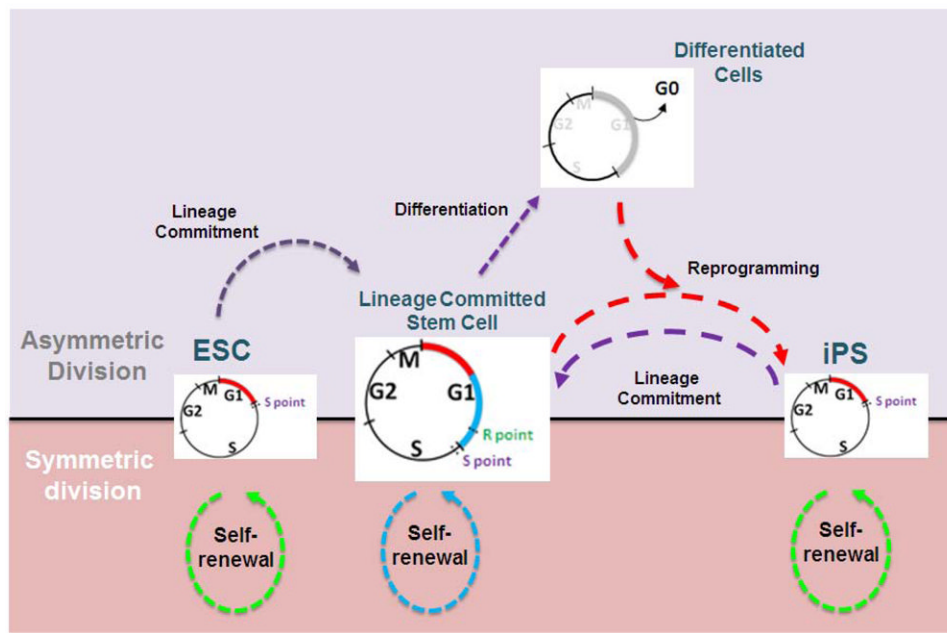 Differentiated
Cells
G0
M
G2
G1
S
Lineage
Commitment
Differentiation
Reprogramming
Lineage Committed
Stem Cell
Asymmetric
Division
ESC
iPS
Lineage
Commitment
M
G2
G1
S point
S
M
G2
G1
R point
S
S point
M
G2
G1
S point
S
Symmetric
division
Self-
renewal
Self-
renewal
Self-
renewal